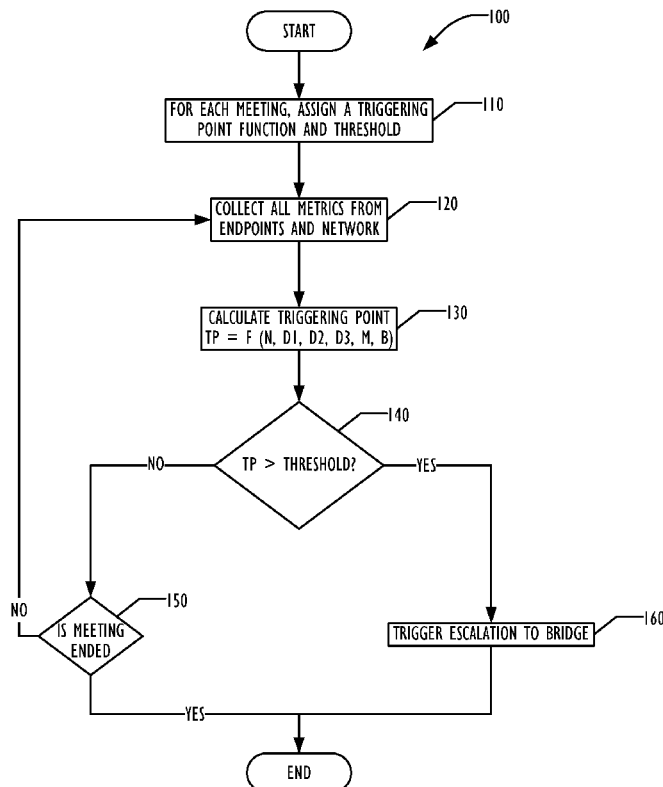 START
100
FOR EACH MEETING, ASSIGN A TRIGGERING
POINT FUNCTION AND THRESHOLD
110
COLLECT ALL METRICS FROM
ENDPOINTS AND NETWORK
120
CALCULATE TRIGGERING POINT
TP = F (N, D1, D2, D3, M, B)
130
140
TP > THRESHOLD?
NO
YES
150
IS MEETING
ENDED
NO
TRIGGER ESCALATION TO BRIDGE
160
YES
END